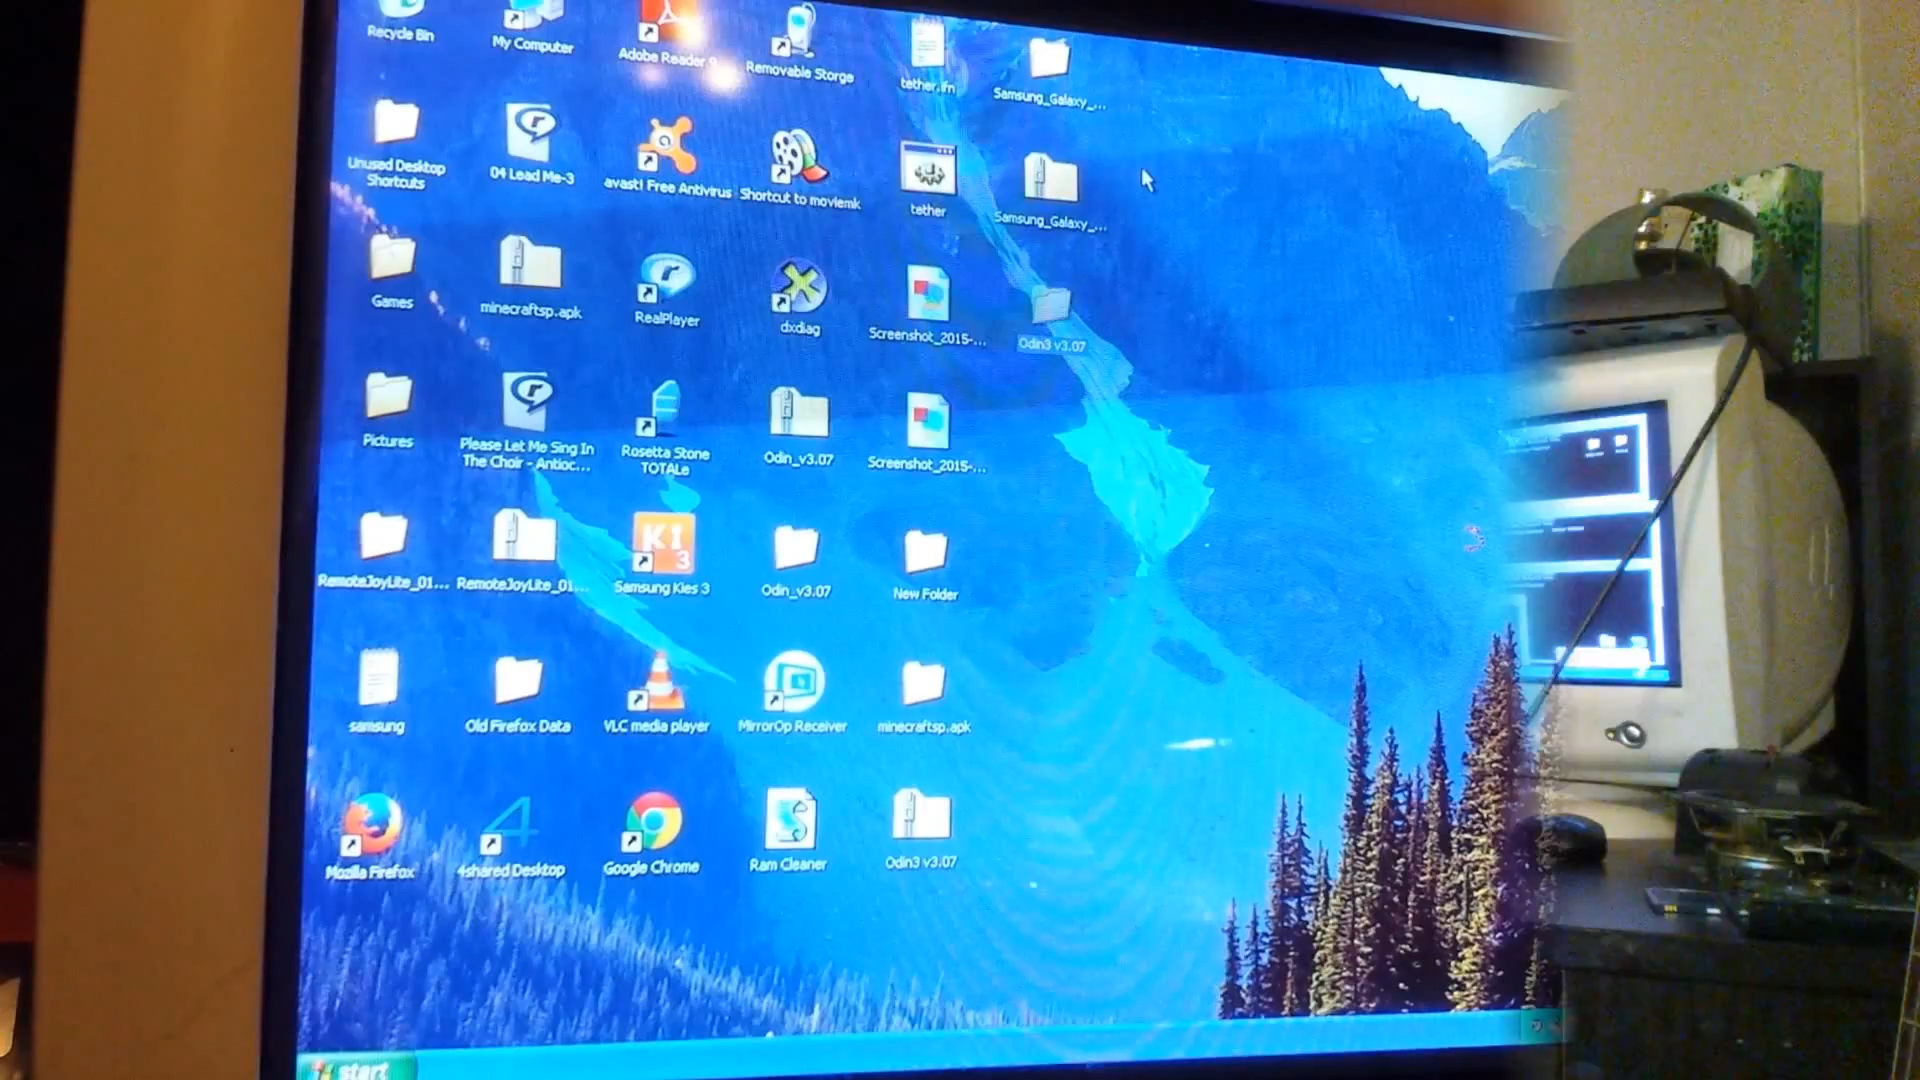 Recycle Bin
My Computer
Adobe Reader 9
Removable Storge
tether.ifn
Samsung_Galaxy_...
Unused Desktop
Shortcuts
04 Lead Me-3
avast! Free Antivirus
Shortcut to moviemk
tether
Samsung_Galaxy_...
Games
minecraftsp.apk
RealPlayer
dxdiag
Screenshot_2015-...
Odin3 v3.07
Pictures
Please Let Me Sing In
The Choir - Antioc...
Rosetta Stone
TOTALe
Odin_v3.07
Screenshot_2015-...
RemoteJoyLite_01...
RemoteJoyLite_01...
KI
3
Samsung Kies 3
Odin_v3.07
New Folder
samsung
Old Firefox Data
VLC media player
MirrorOp Receiver
minecraftsp.apk
Mozilla Firefox
4shared Desktop
Google Chrome
Ram Cleaner
Odin3 v3.07
start